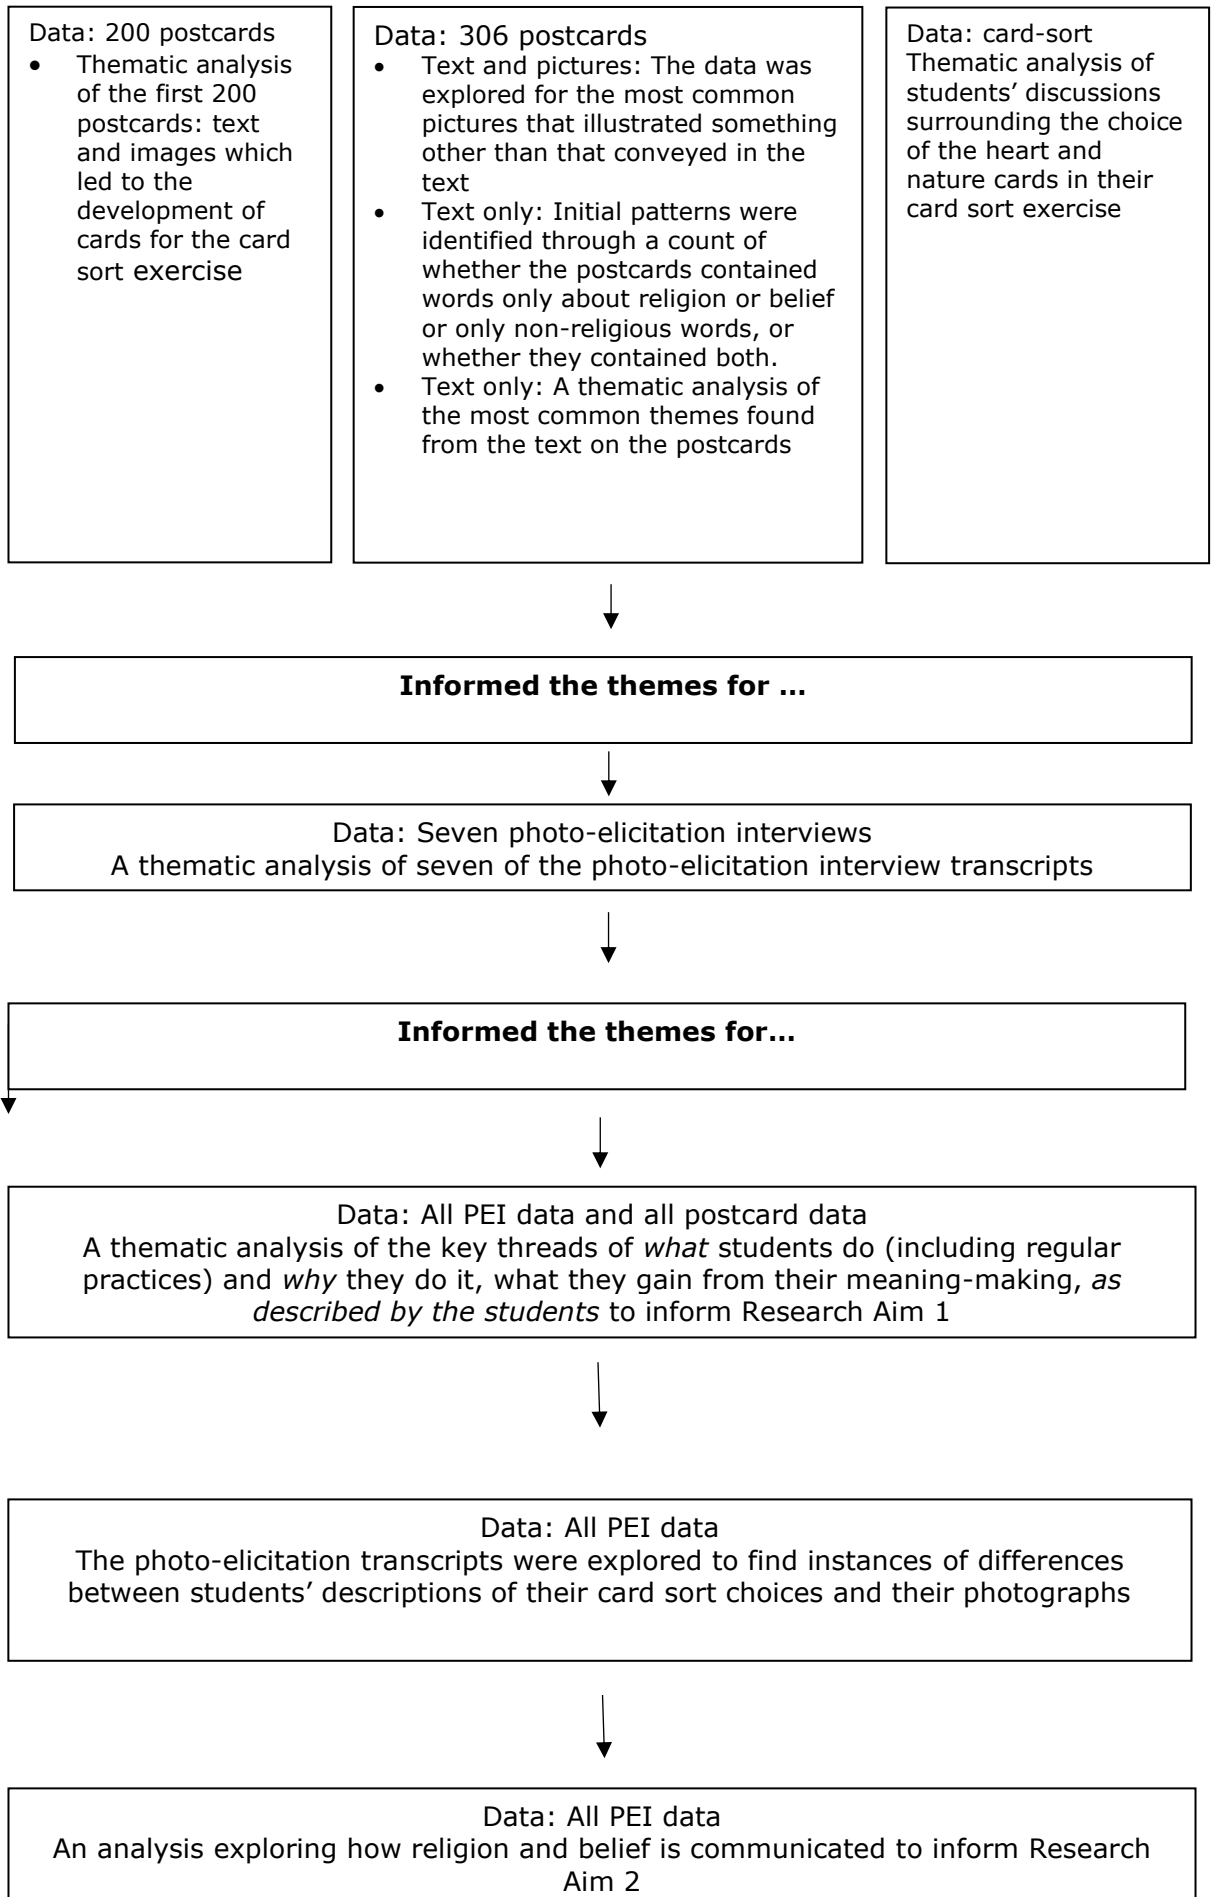 Data: 200 postcards
• Thematic analysis
of the first 200
postcards: text
and images which
led to the
development of
cards for the card
sort exercise
Data: 306 postcards
• Text and pictures: The data was
explored for the most common
pictures that illustrated something
other than that conveyed in the
text
• Text only: Initial patterns were
identified through a count of
whether the postcards contained
words only about religion or belief
or only non-religious words, or
whether they contained both.
• Text only: A thematic analysis of
the most common themes found
from the text on the postcards
Data: card-sort
Thematic analysis of
students’ discussions
surrounding the choice
of the heart and
nature cards in their
card sort exercise
Informed the themes for ...
Data: Seven photo-elicitation interviews
A thematic analysis of seven of the photo-elicitation interview transcripts
Informed the themes for...
Data: All PEI data and all postcard data
A thematic analysis of the key threads of what students do (including regular
practices) and why they do it, what they gain from their meaning-making, as
described by the students to inform Research Aim 1
Data: All PEI data
The photo-elicitation transcripts were explored to find instances of differences
between students’ descriptions of their card sort choices and their photographs
Data: All PEI data
An analysis exploring how religion and belief is communicated to inform Research
Aim 2